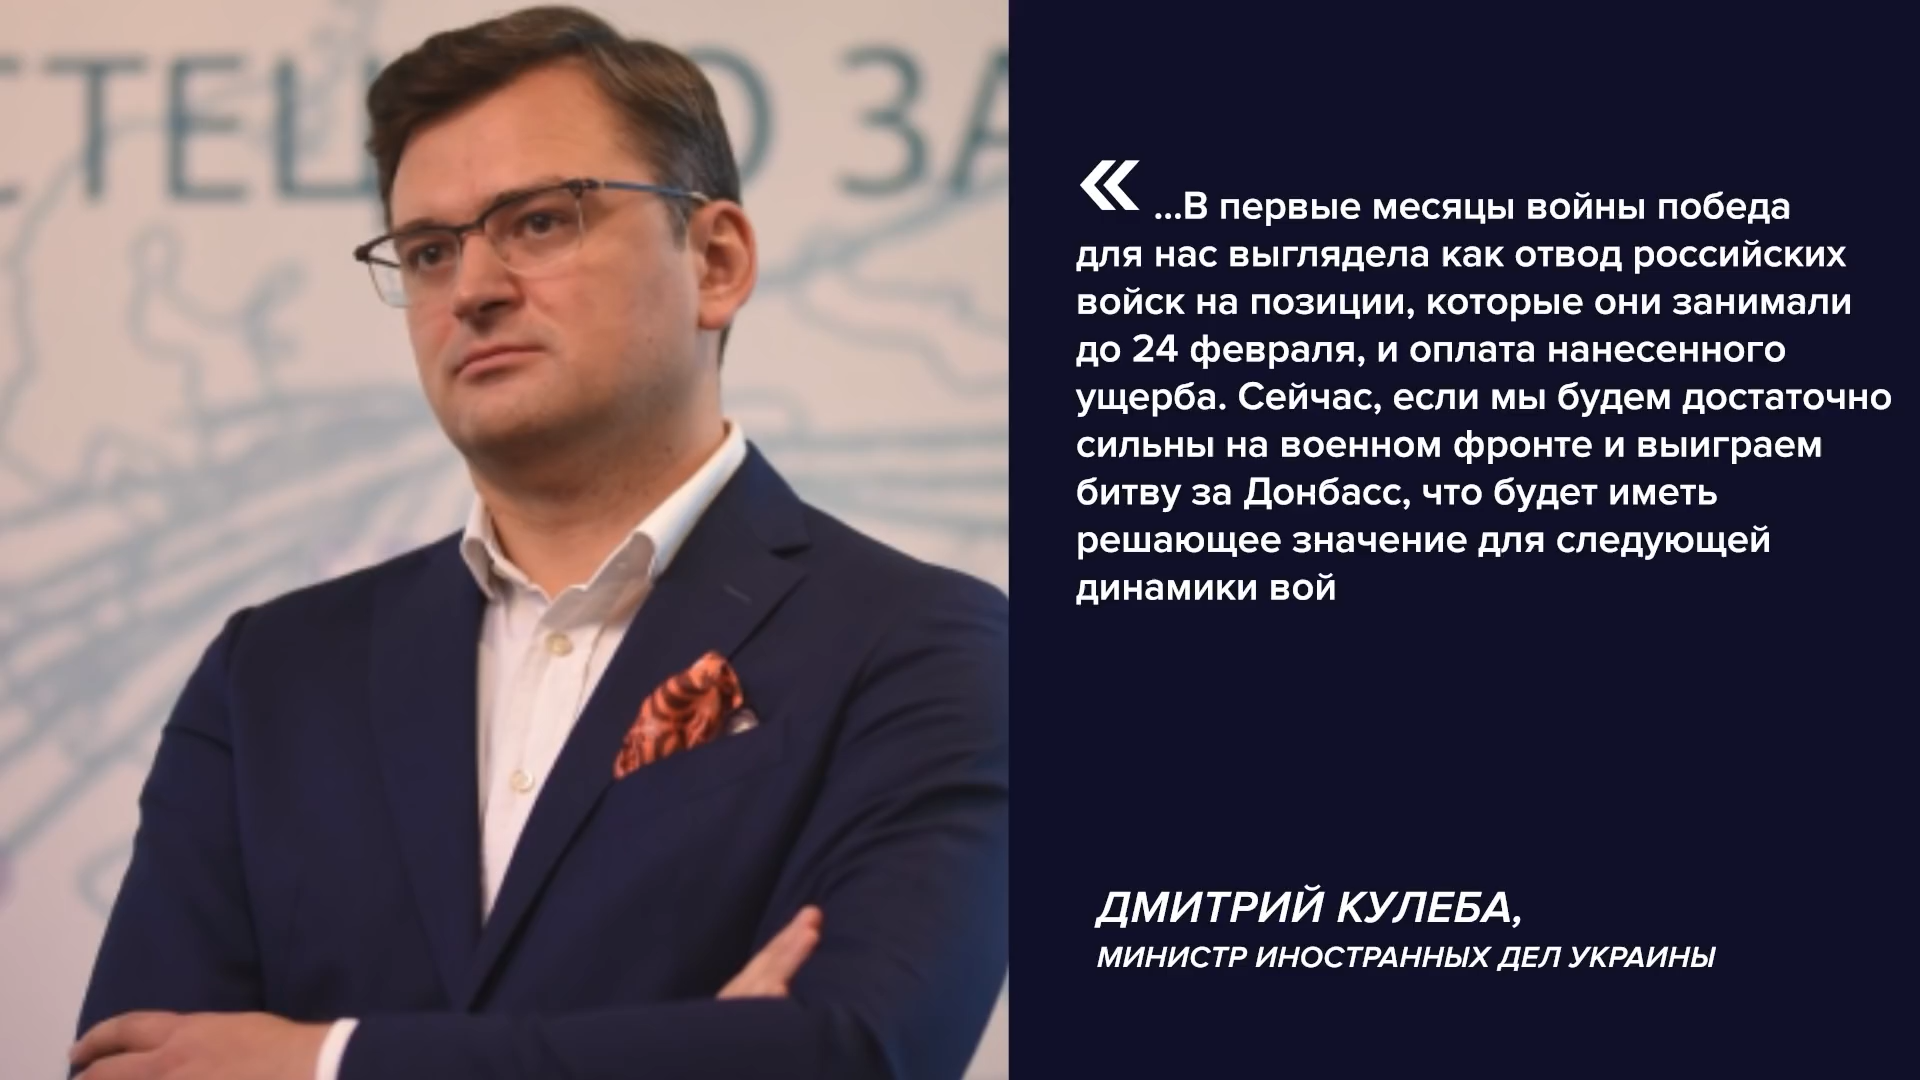 СТЕЦ О ЗА
« ...В первые месяцы войны победа
для нас выглядела как отвод российских
войск на позиции, которые они занимали
до 24 февраля, и оплата нанесенного
ущерба. Сейчас, если мы будем достаточно
сильны на военном фронте и выиграем
битву за Донбасс, что будет иметь
решающее значение для следующей
динамики вой
ДМИТРИЙ КУЛЕБА,
МИНИСТР ИНОСТРАННЫХ ДЕЛ УКРАИНЫ